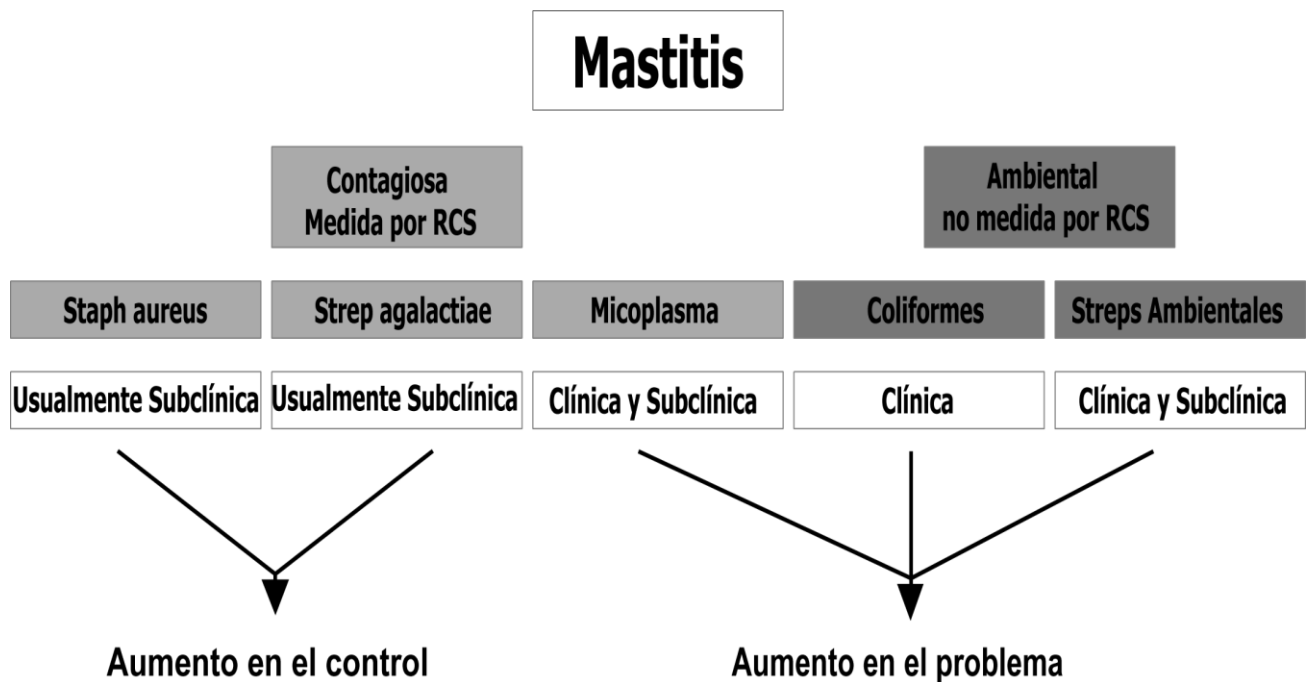 Mastitis
Contagiosa
Medida por RCS
Ambiental
no medida por RCS
Staph aureus
Strep agalactiae
Micoplasma
Coliformes
Streps Ambientales
Usualmente Subclínica
Usualmente Subclínica
Clínica y Subclínica
Clínica
Clínica y Subclínica
Aumento en el control
Aumento en el problema